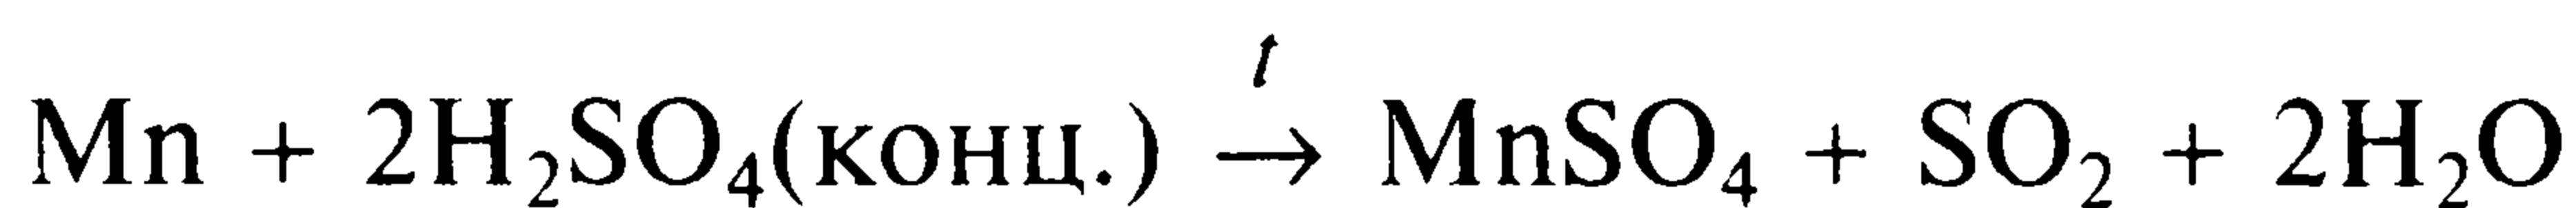 Mn + 2H₂SO₄(конц.) →ᵗ MnSO₄ + SO₂ + 2H₂O